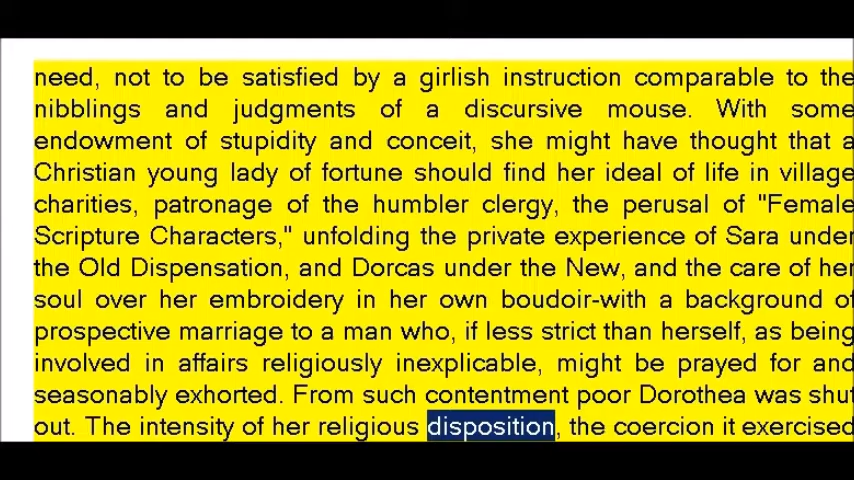 need, not to be satisfied by a girlish instruction comparable to the
nibblings and judgments of a discursive mouse. With some
endowment of stupidity and conceit, she might have thought that a
Christian young lady of fortune should find her ideal of life in village
charities, patronage of the humbler clergy, the perusal of "Female
Scripture Characters," unfolding the private experience of Sara under
the Old Dispensation, and Dorcas under the New, and the care of her
soul over her embroidery in her own boudoir-with a background of
prospective marriage to a man who, if less strict than herself, as being
involved in affairs religiously inexplicable, might be prayed for and
seasonably exhorted. From such contentment poor Dorothea was shut
out. The intensity of her religious disposition, the coercion it exercised